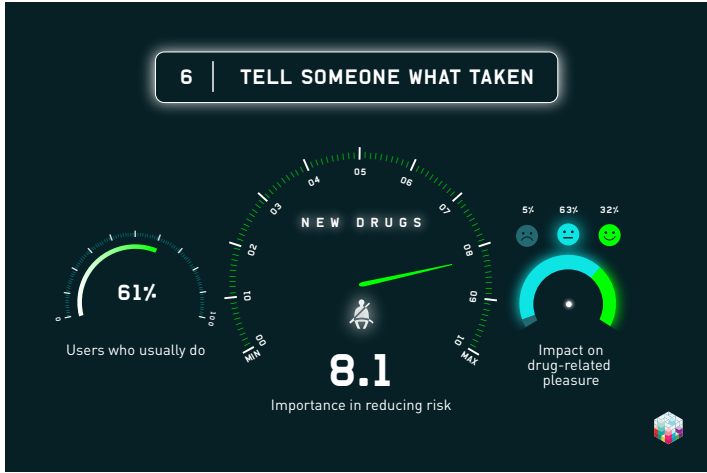 6 | TELL SOMEONE WHAT TAKEN
NEW DRUGS
MIN
00
01
02
03
04
05
06
07
08
09
10
MAX
0
61%
100
Users who usually do
8.1
Importance in reducing risk
5% 63% 32%
Impact on
drug-related
pleasure